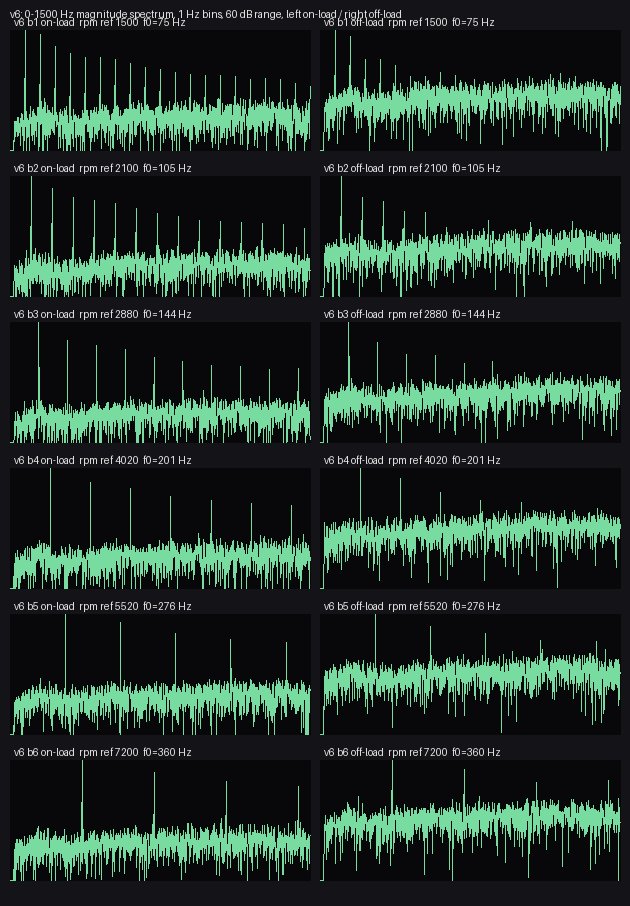 v6: 0-1500 Hz magnitude spectrum, 1 Hz bins, 60 dB range, left on-load / right off-load
v6 b1 on-load rpm ref 1500 f0=75 Hz
v6 b1 off-load rpm ref 1500 f0=75 Hz
v6 b2 on-load rpm ref 2100 f0=105 Hz
v6 b2 off-load rpm ref 2100 f0=105 Hz
v6 b3 on-load rpm ref 2880 f0=144 Hz
v6 b3 off-load rpm ref 2880 f0=144 Hz
v6 b4 on-load rpm ref 4020 f0=201 Hz
v6 b4 off-load rpm ref 4020 f0=201 Hz
v6 b5 on-load rpm ref 5520 f0=276 Hz
v6 b5 off-load rpm ref 5520 f0=276 Hz
v6 b6 on-load rpm ref 7200 f0=360 Hz
v6 b6 off-load rpm ref 7200 f0=360 Hz